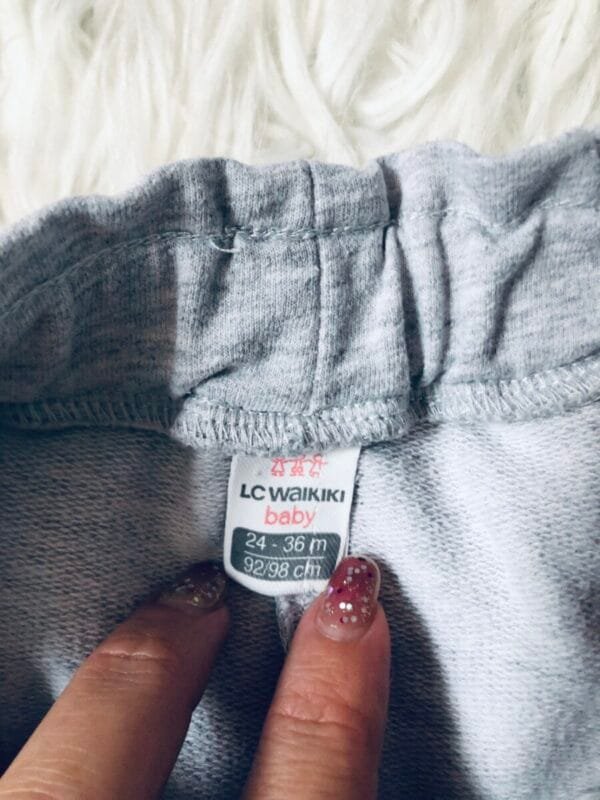 LC WAIKIKI
baby
24 - 36 m
92/98 cm